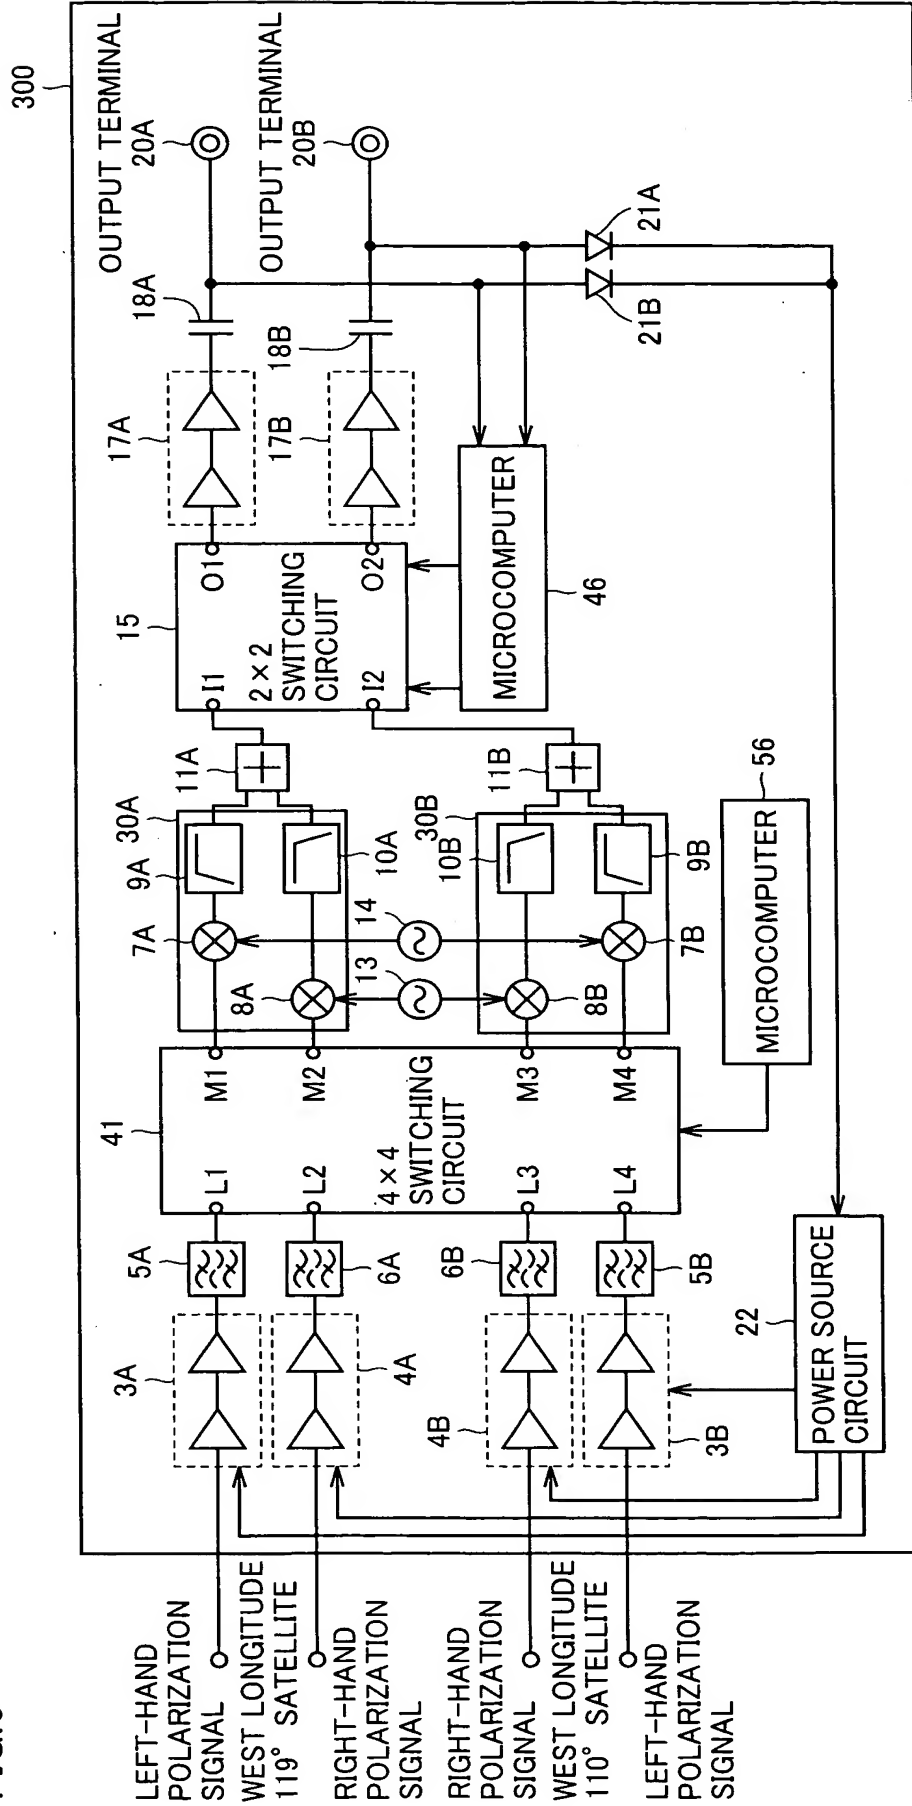 300
OUTPUT TERMINAL
20A
OUTPUT TERMINAL
20B
18A
18B
21A
21B
17A
17B
15
O1
O2
2×2
SWITCHING
CIRCUIT
I1
I2
MICROCOMPUTER
46
11A
11B
30A
30B
9A
10A
10B
9B
7A
8A
14
13
8B
7B
MICROCOMPUTER
56
41
M1
M2
M3
M4
4×4
SWITCHING
CIRCUIT
L1
L2
L3
L4
5A
6A
6B
5B
3A
4A
4B
3B
22
POWER SOURCE
CIRCUIT
LEFT-HAND
POLARIZATION
SIGNAL
WEST LONGITUDE
119° SATELLITE
RIGHT-HAND
POLARIZATION
SIGNAL
RIGHT-HAND
POLARIZATION
SIGNAL
WEST LONGITUDE
110° SATELLITE
LEFT-HAND
POLARIZATION
SIGNAL